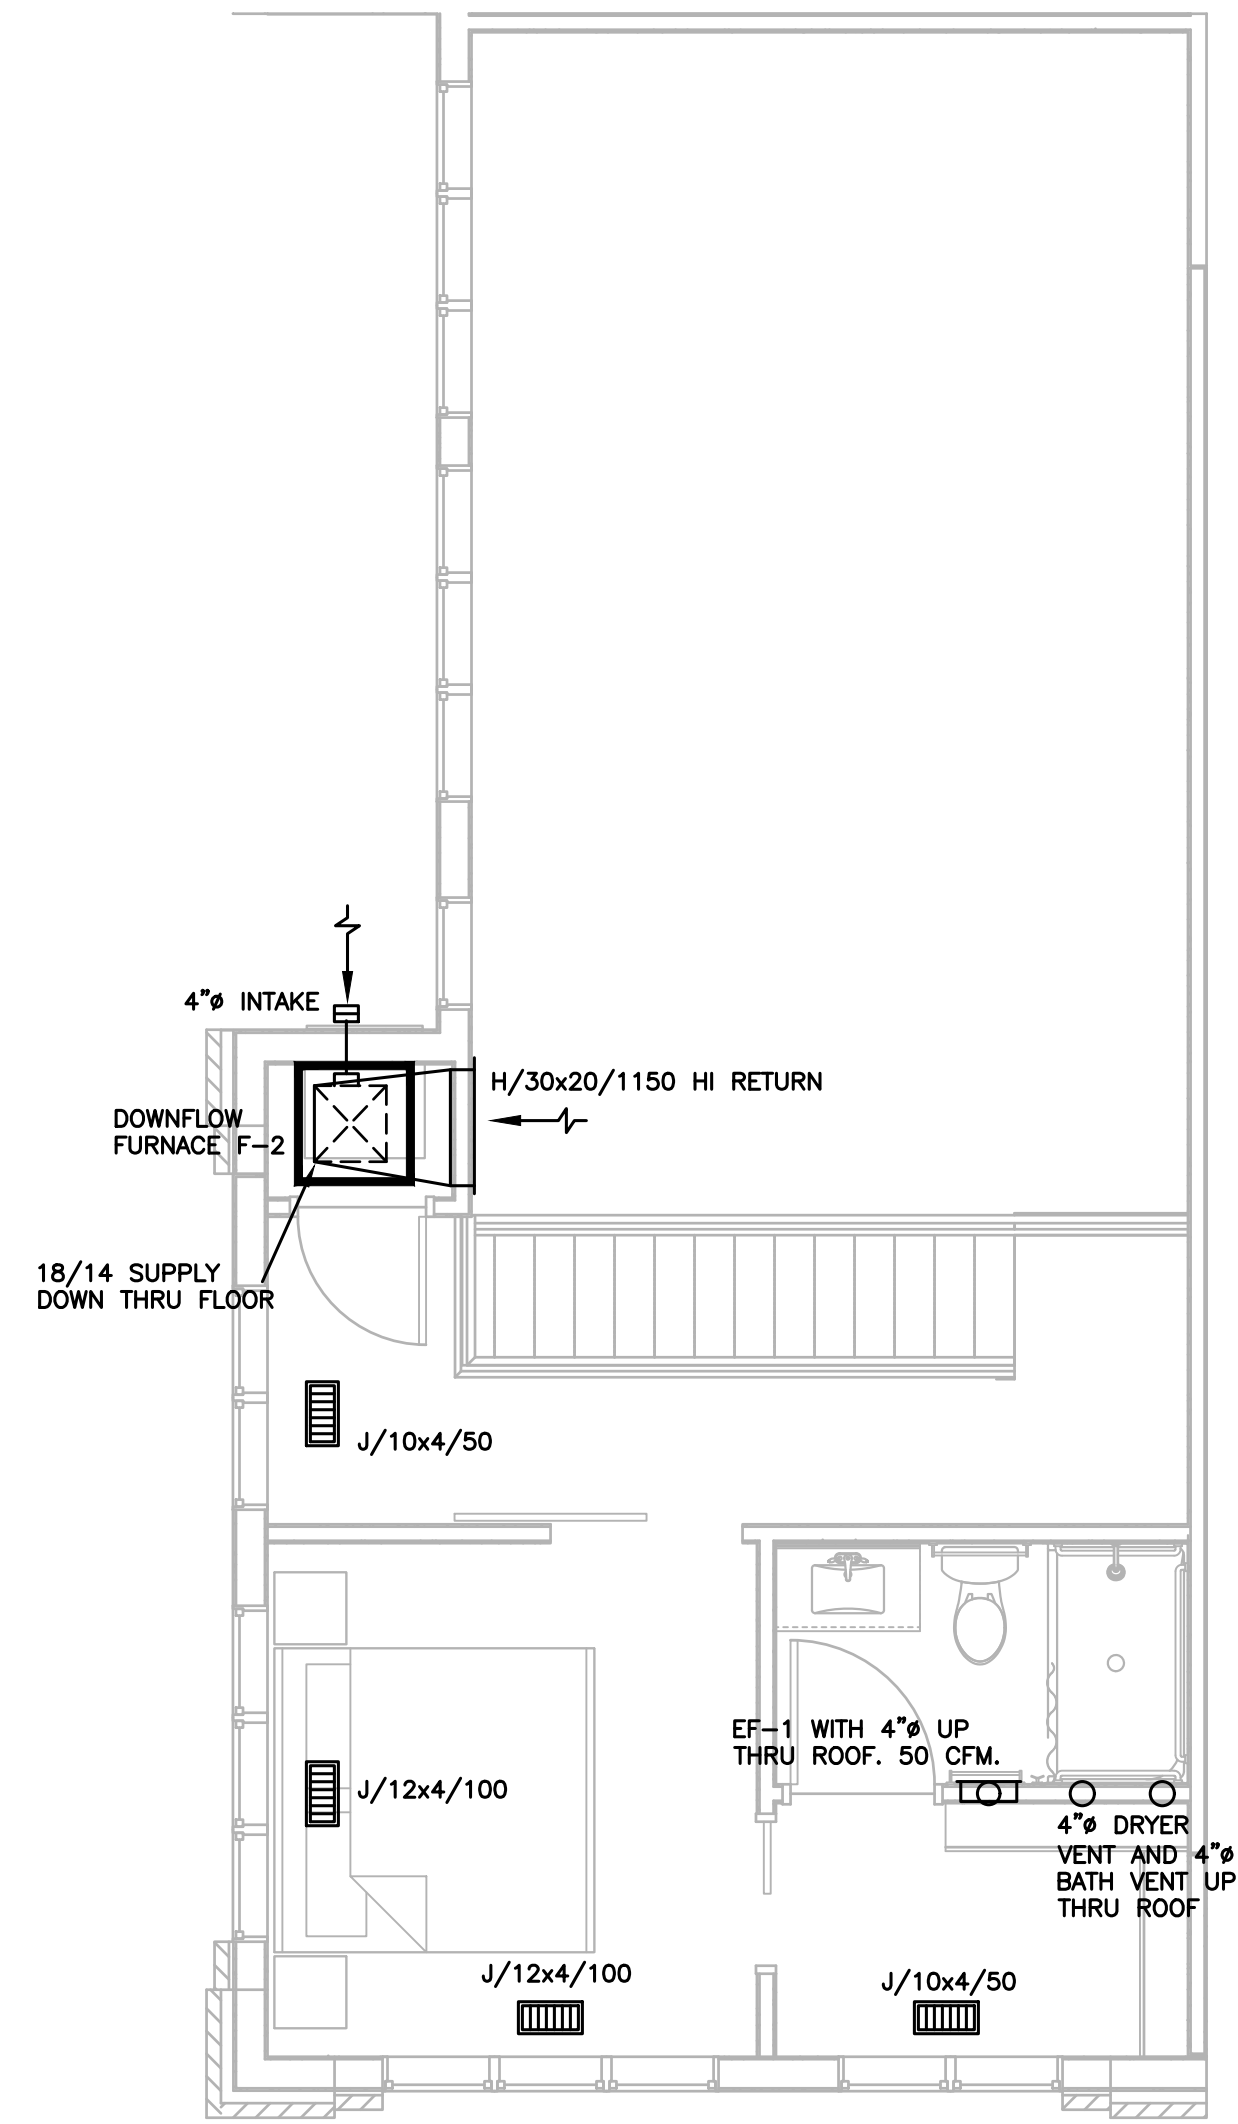 4"ø INTAKE
H/30x20/1150 HI RETURN
DOWNFLOW
FURNACE F-2
18/14 SUPPLY
DOWN THRU FLOOR
J/10x4/50
EF-1 WITH 4"ø UP
THRU ROOF. 50 CFM.
J/12x4/100
4"ø DRYER
VENT AND 4"ø
BATH VENT UP
THRU ROOF
J/12x4/100
J/10x4/50